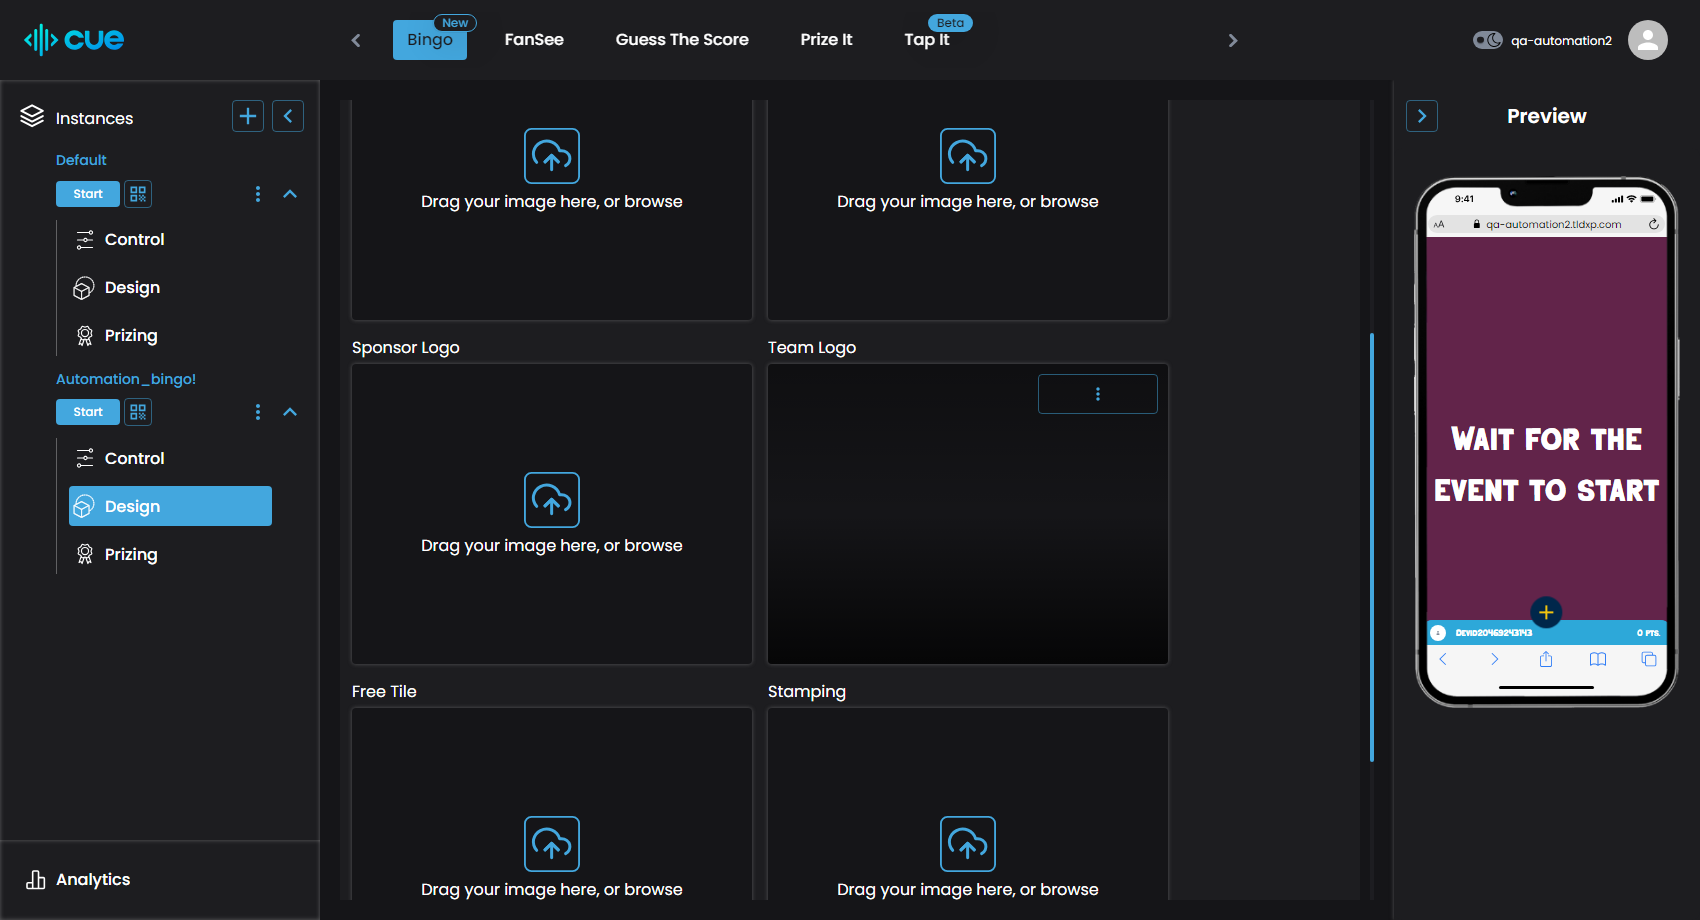 cue
Bingo
New
FanSee
Guess The Score
Prize It
Tap It
Beta
qa-automation2
Instances
Default
Start
Control
Design
Prizing
Automation_bingo!
Start
Control
Design
Prizing
Analytics
Drag your image here, or browse
Drag your image here, or browse
Sponsor Logo
Team Logo
Drag your image here, or browse
Free Tile
Stamping
Drag your image here, or browse
Drag your image here, or browse
Preview
9:41
AA
qa-automation2.tldxp.com
WAIT FOR THE
EVENT TO START
DEVID20469243143
0 PTS.